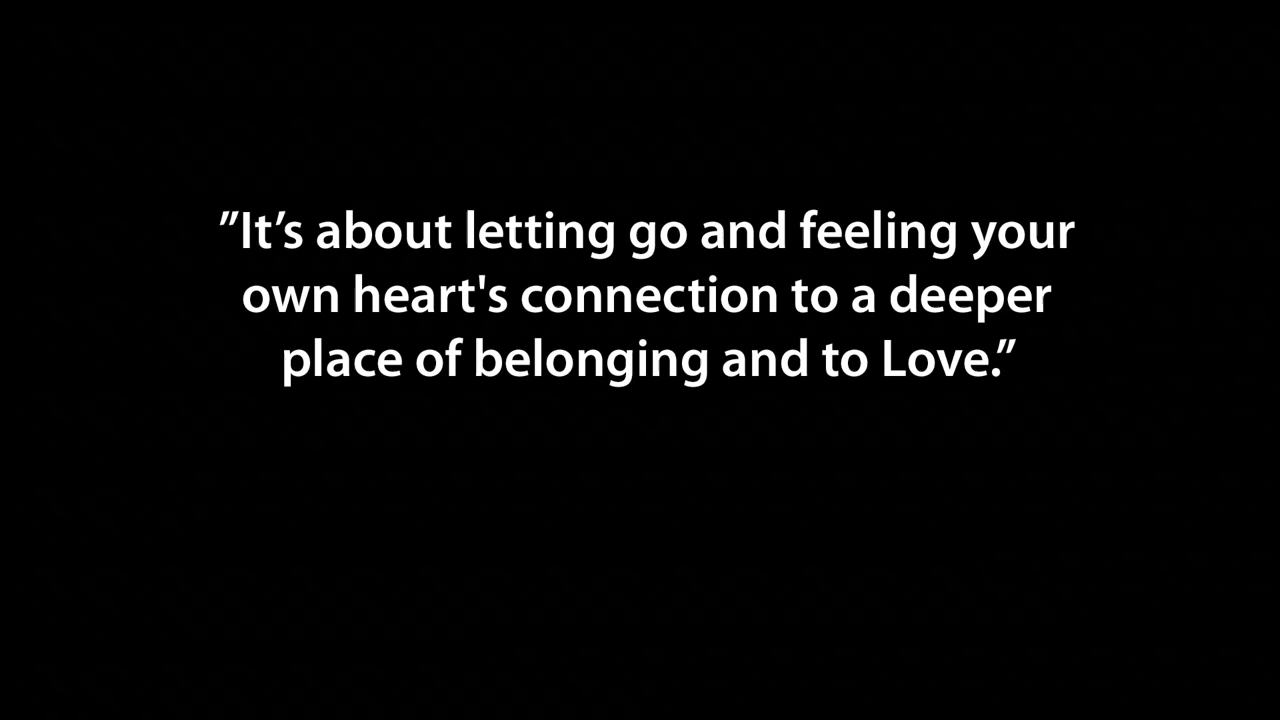 ”It’s about letting go and feeling your
own heart's connection to a deeper
place of belonging and to Love.”